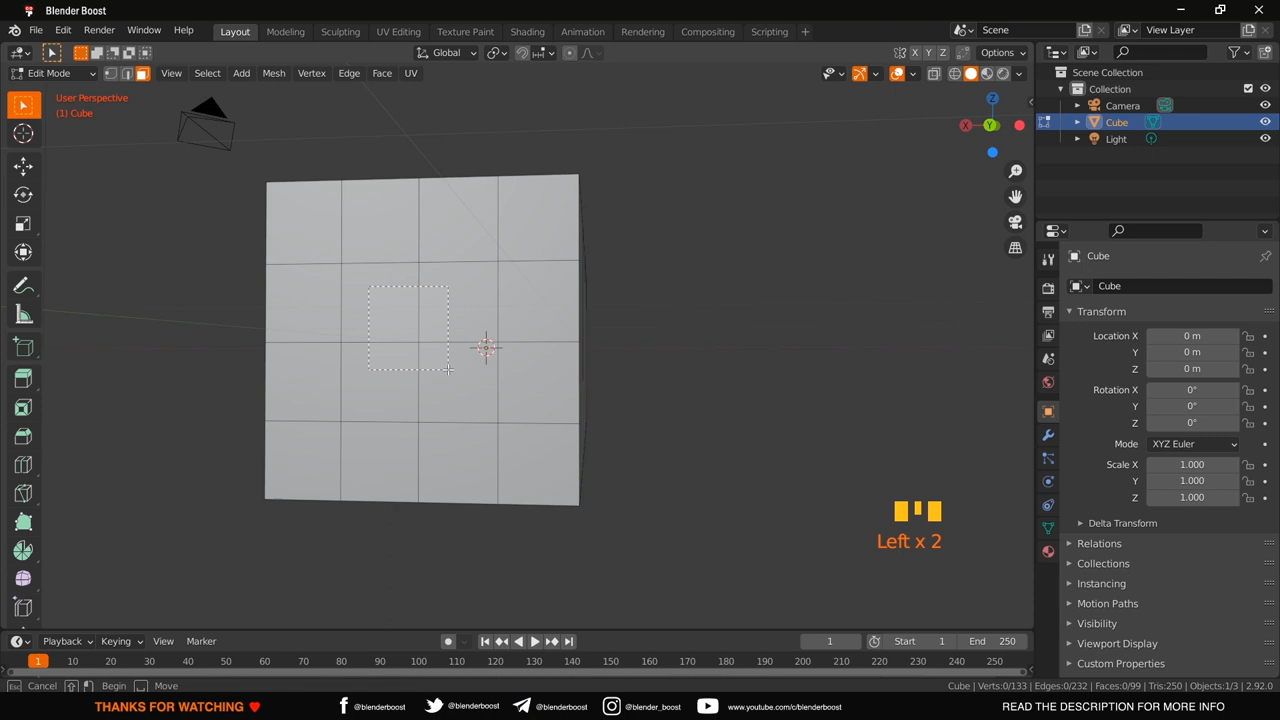 Blender Boost
File Edit Render Window Help Layout Modeling Sculpting UV Editing Texture Paint Shading Animation Rendering Compositing Scripting + Scene View Layer
Global X Y Z Options
Edit Mode View Select Add Mesh Vertex Edge Face UV
User Perspective
(1) Cube
Z
X Y
Left x 2
Scene Collection
Collection
Camera
Cube
Light
Cube
Cube
Transform
Location X 0 m
Y 0 m
Z 0 m
Rotation X 0°
Y 0°
Z 0°
Mode XYZ Euler
Scale X 1.000
Y 1.000
Z 1.000
Delta Transform
Relations
Collections
Instancing
Motion Paths
Visibility
Viewport Display
Custom Properties
Playback Keying View Marker 1 Start 1 End 250
1 10 20 30 40 50 60 70 80 90 100 110 120 130 140 150 160 170 180 190 200 210 220 230 240 250
Esc Cancel Begin Move Cube | Verts:0/133 | Edges:0/232 | Faces:0/99 | Tris:250 | Objects:1/3 | 2.92.0
THANKS FOR WATCHING @blenderboost @blenderboost @blenderboost @blender_boost www.youtube.com/c/blenderboost READ THE DESCRIPTION FOR MORE INFO